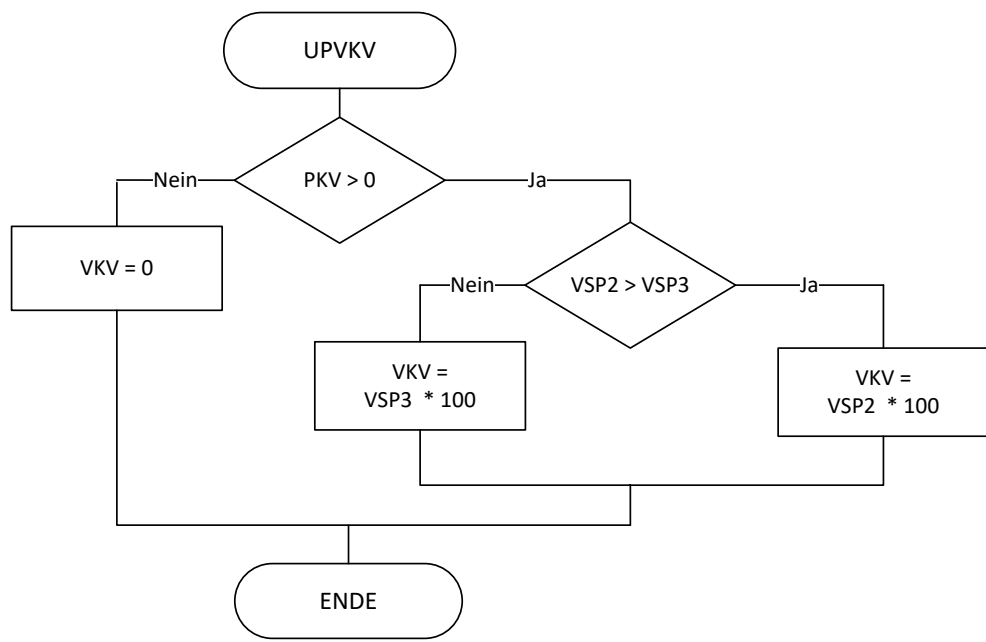 UPVKV
PKV > 0
Nein
Ja
VKV = 0
VSP2 > VSP3
Nein
Ja
VKV =
VSP3 * 100
VKV =
VSP2 * 100
ENDE